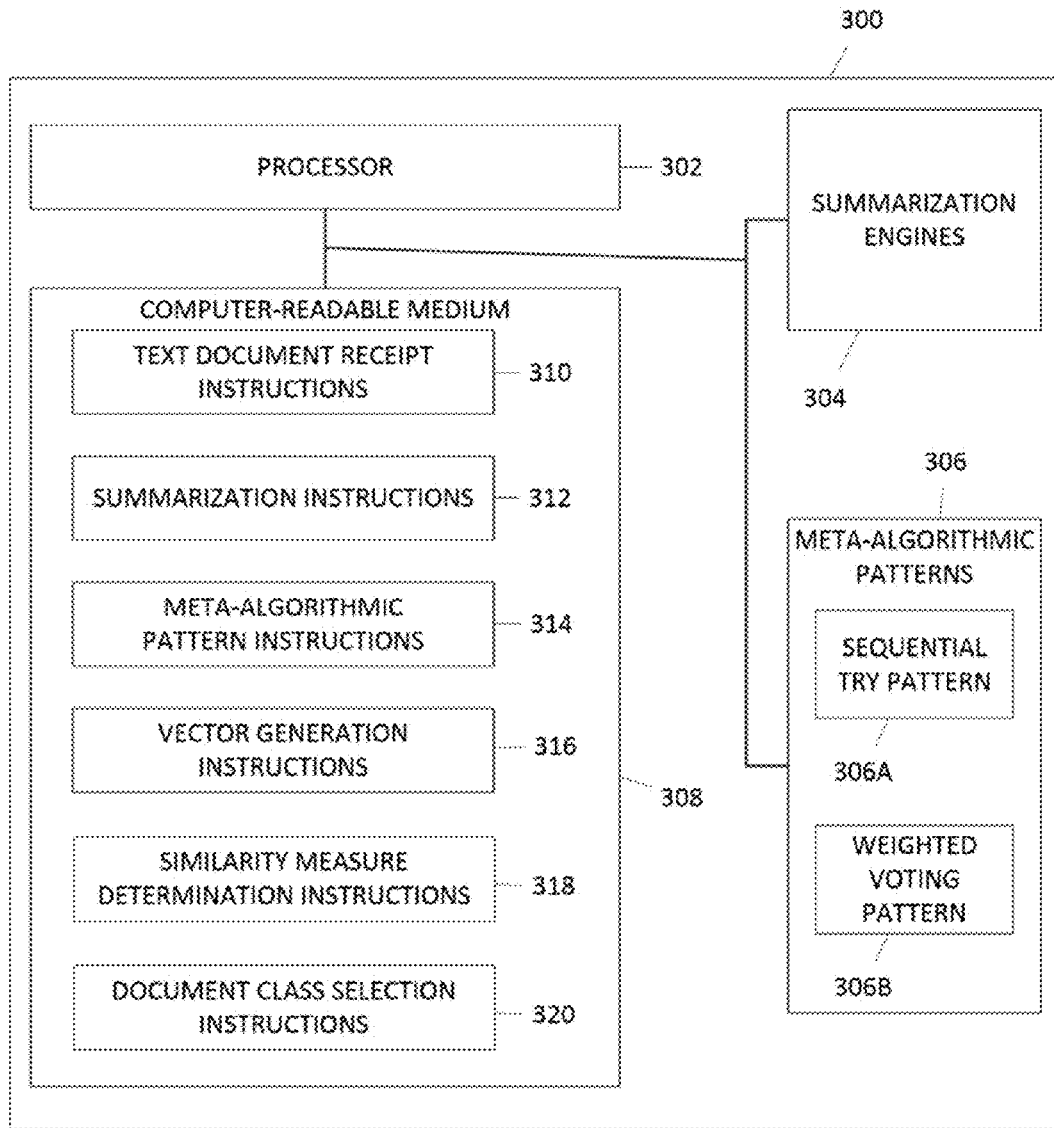 300
PROCESSOR
302
SUMMARIZATION
ENGINES
304
COMPUTER-READABLE MEDIUM
TEXT DOCUMENT RECEIPT
INSTRUCTIONS
310
SUMMARIZATION INSTRUCTIONS
312
META-ALGORITHMIC
PATTERN INSTRUCTIONS
314
VECTOR GENERATION
INSTRUCTIONS
316
SIMILARITY MEASURE
DETERMINATION INSTRUCTIONS
318
DOCUMENT CLASS SELECTION
INSTRUCTIONS
320
308
306
META-ALGORITHMIC
PATTERNS
SEQUENTIAL
TRY PATTERN
306A
WEIGHTED
VOTING
PATTERN
306B